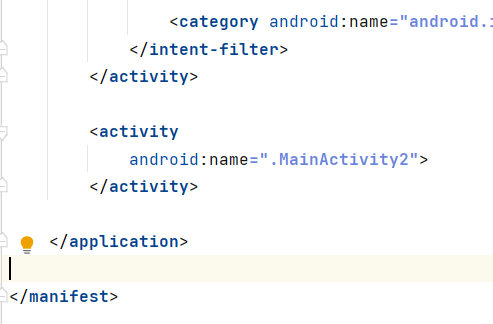 <category android:name="android.
</intent-filter>
</activity>
<activity
android:name=".MainActivity2">
</activity>
</application>
</manifest>